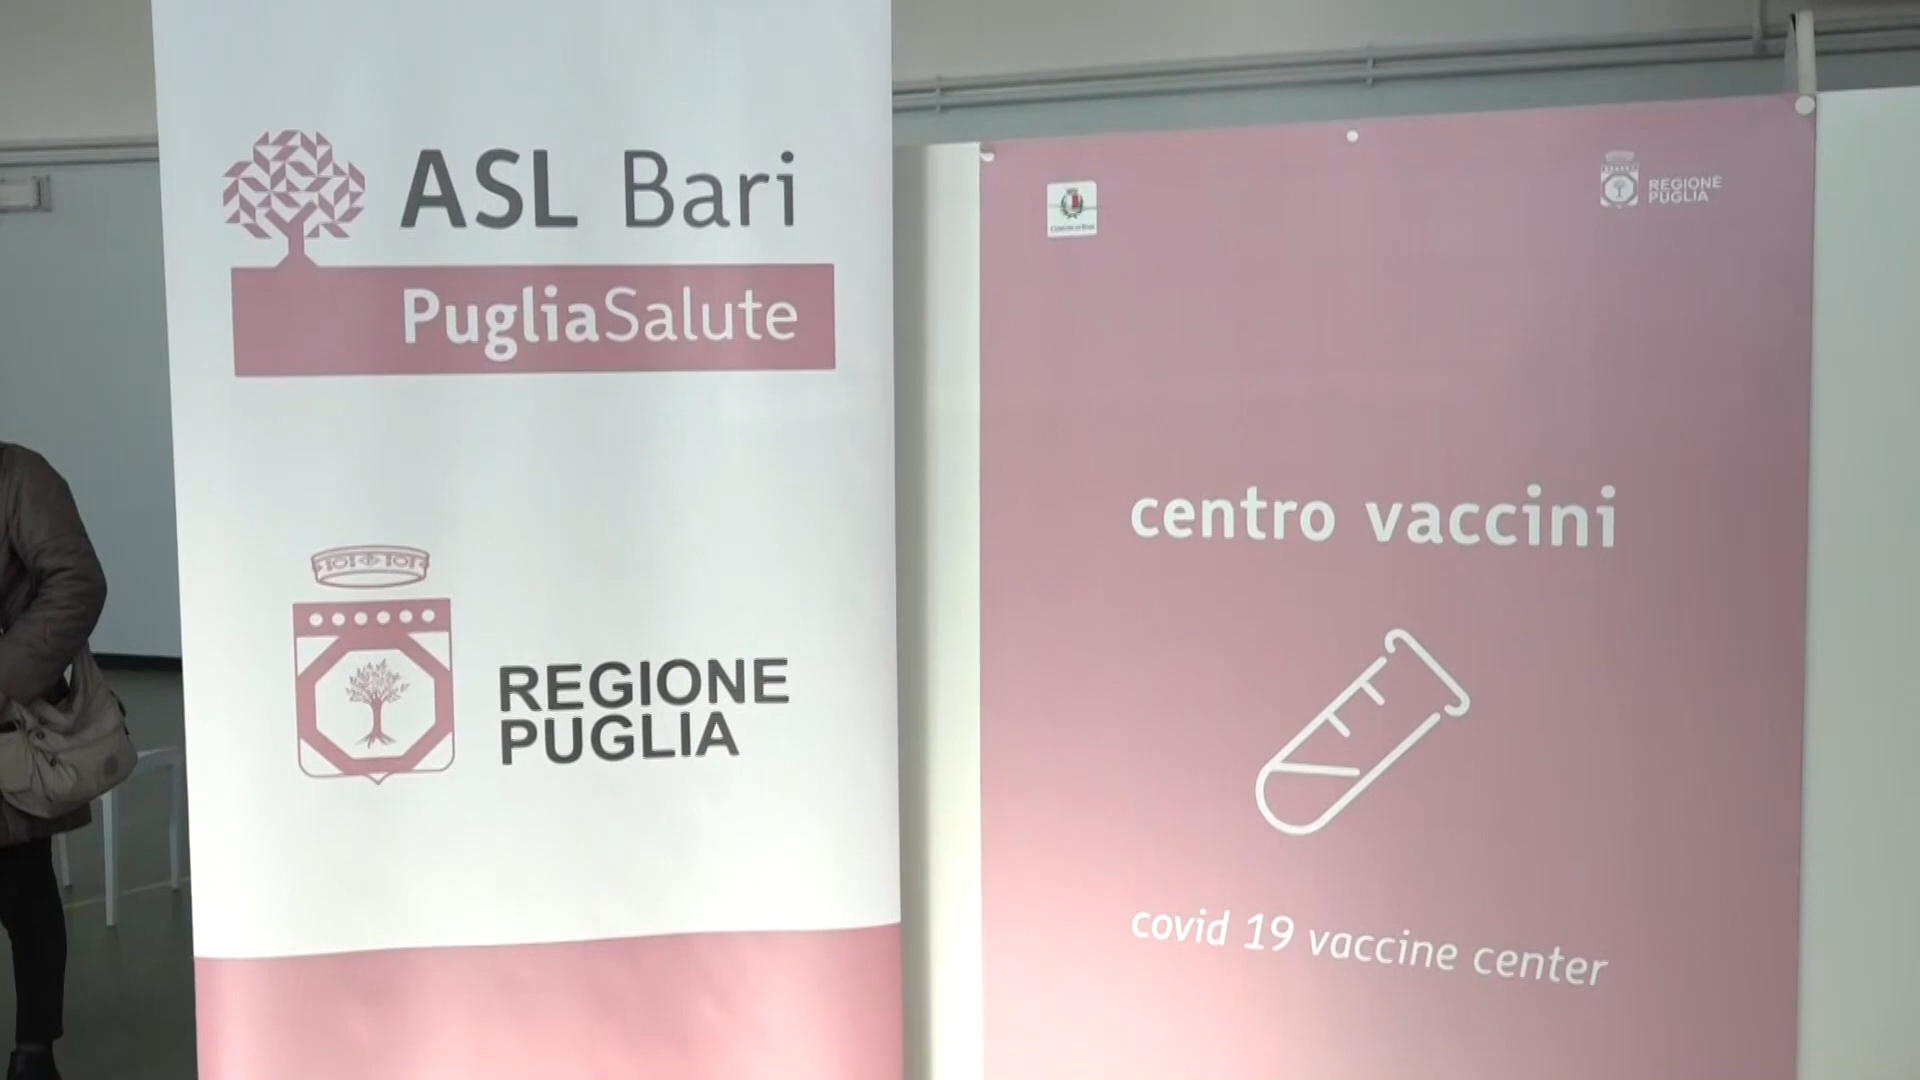 ASL Bari
PugliaSalute
REGIONE
PUGLIA
REGIONE
PUGLIA
centro vaccini
covid 19 vaccine center